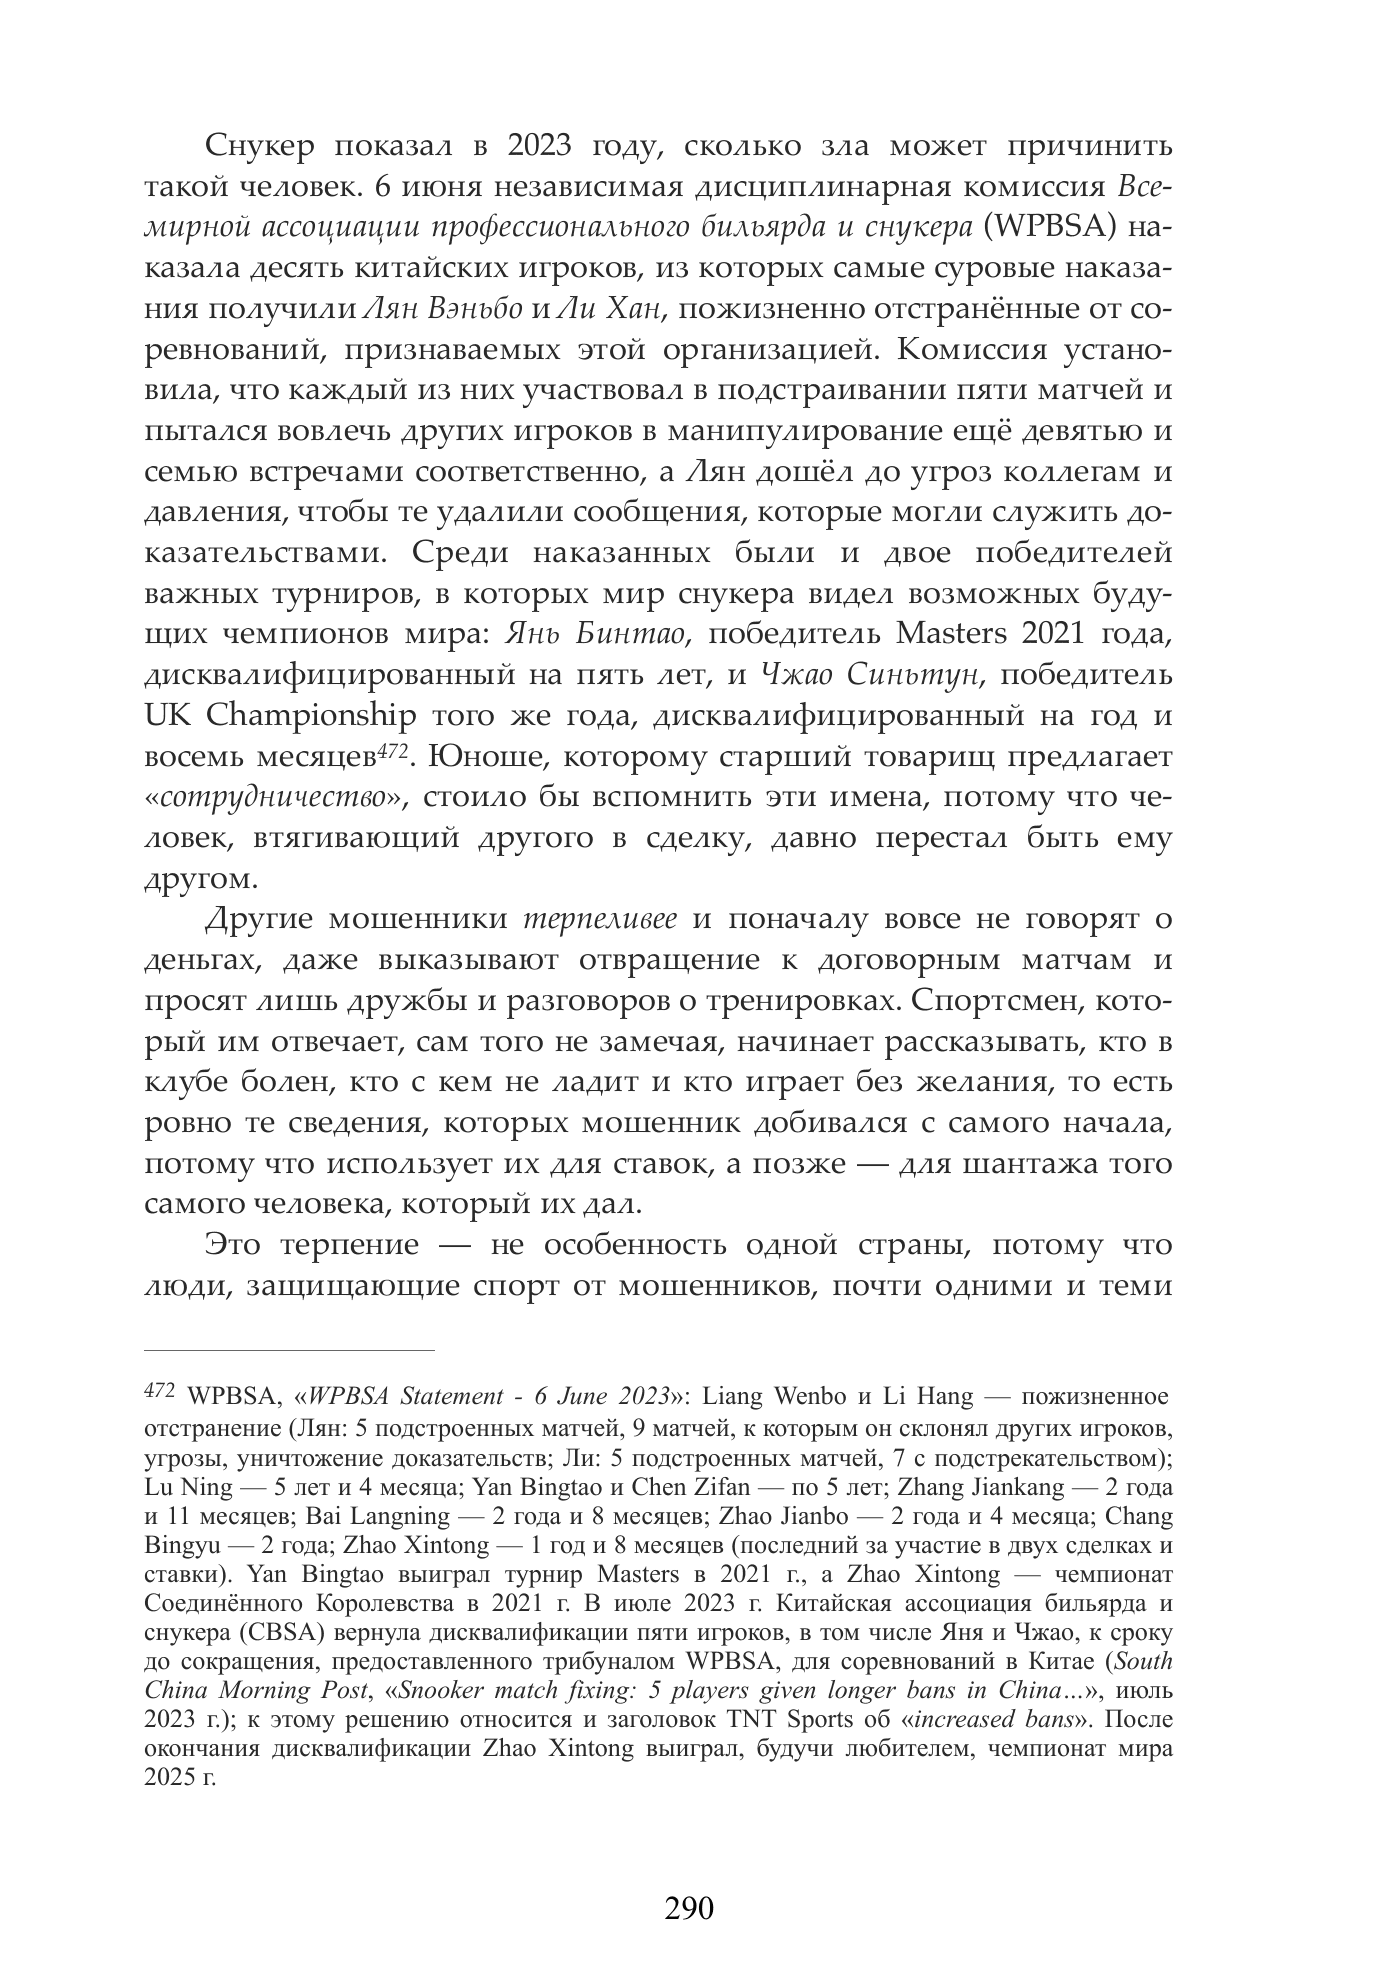 Снукер показал в 2023 году, сколько зла может причинить
такой человек. 6 июня независимая дисциплинарная комиссия Все-
мирной ассоциации профессионального бильярда и снукера (WPBSA) на-
казала десять китайских игроков, из которых самые суровые наказа-
ния получили Лян Вэньбо и Ли Хан, пожизненно отстранённые от со-
ревнований, признаваемых этой организацией. Комиссия устано-
вила, что каждый из них участвовал в подстраивании пяти матчей и
пытался вовлечь других игроков в манипулирование ещё девятью и
семью встречами соответственно, а Лян дошёл до угроз коллегам и
давления, чтобы те удалили сообщения, которые могли служить до-
казательствами. Среди наказанных были и двое победителей
важных турниров, в которых мир снукера видел возможных буду-
щих чемпионов мира: Янь Бинтао, победитель Masters 2021 года,
дисквалифицированный на пять лет, и Чжао Синьтун, победитель
UK Championship того же года, дисквалифицированный на год и
восемь месяцев472. Юноше, которому старший товарищ предлагает
«сотрудничество», стоило бы вспомнить эти имена, потому что че-
ловек, втягивающий другого в сделку, давно перестал быть ему
другом.
Другие мошенники терпеливее и поначалу вовсе не говорят о
деньгах, даже выказывают отвращение к договорным матчам и
просят лишь дружбы и разговоров о тренировках. Спортсмен, кото-
рый им отвечает, сам того не замечая, начинает рассказывать, кто в
клубе болен, кто с кем не ладит и кто играет без желания, то есть
ровно те сведения, которых мошенник добивался с самого начала,
потому что использует их для ставок, а позже — для шантажа того
самого человека, который их дал.
Это терпение — не особенность одной страны, потому что
люди, защищающие спорт от мошенников, почти одними и теми
472 WPBSA, «WPBSA Statement - 6 June 2023»: Liang Wenbo и Li Hang — пожизненное
отстранение (Лян: 5 подстроенных матчей, 9 матчей, к которым он склонял других игроков,
угрозы, уничтожение доказательств; Ли: 5 подстроенных матчей, 7 с подстрекательством);
Lu Ning — 5 лет и 4 месяца; Yan Bingtao и Chen Zifan — по 5 лет; Zhang Jiankang — 2 года
и 11 месяцев; Bai Langning — 2 года и 8 месяцев; Zhao Jianbo — 2 года и 4 месяца; Chang
Bingyu — 2 года; Zhao Xintong — 1 год и 8 месяцев (последний за участие в двух сделках и
ставки). Yan Bingtao выиграл турнир Masters в 2021 г., а Zhao Xintong — чемпионат
Соединённого Королевства в 2021 г. В июле 2023 г. Китайская ассоциация бильярда и
снукера (CBSA) вернула дисквалификации пяти игроков, в том числе Яня и Чжао, к сроку
до сокращения, предоставленного трибуналом WPBSA, для соревнований в Китае (South
China Morning Post, «Snooker match fixing: 5 players given longer bans in China...», июль
2023 г.); к этому решению относится и заголовок TNT Sports об «increased bans». После
окончания дисквалификации Zhao Xintong выиграл, будучи любителем, чемпионат мира
2025 г.
290